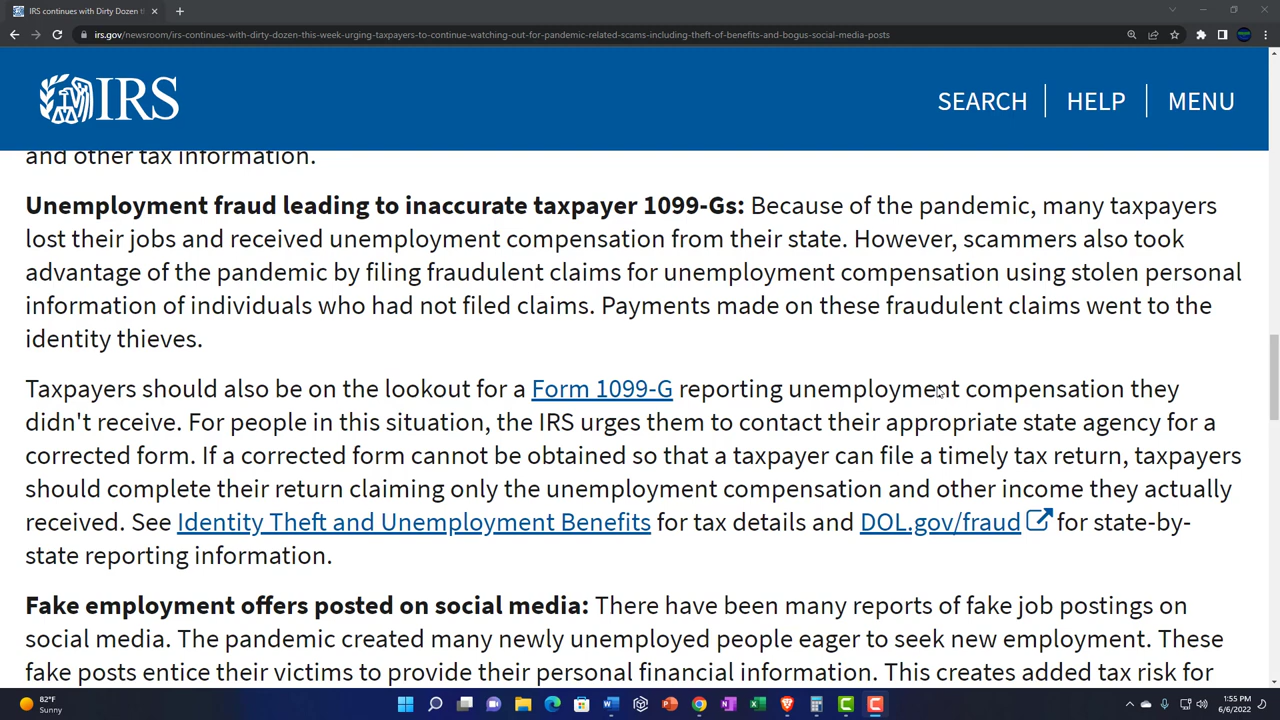 IRS continues with Dirty Dozen t
irs.gov/newsroom/irs-continues-with-dirty-dozen-this-week-urging-taxpayers-to-continue-watching-out-for-pandemic-related-scams-including-theft-of-benefits-and-bogus-social-media-posts
IRS
SEARCH HELP MENU
and other tax information.
Unemployment fraud leading to inaccurate taxpayer 1099-Gs: Because of the pandemic, many taxpayers
lost their jobs and received unemployment compensation from their state. However, scammers also took
advantage of the pandemic by filing fraudulent claims for unemployment compensation using stolen personal
information of individuals who had not filed claims. Payments made on these fraudulent claims went to the
identity thieves.
Taxpayers should also be on the lookout for a Form 1099-G reporting unemployment compensation they
didn't receive. For people in this situation, the IRS urges them to contact their appropriate state agency for a
corrected form. If a corrected form cannot be obtained so that a taxpayer can file a timely tax return, taxpayers
should complete their return claiming only the unemployment compensation and other income they actually
received. See Identity Theft and Unemployment Benefits for tax details and DOL.gov/fraud for state-by-
state reporting information.
Fake employment offers posted on social media: There have been many reports of fake job postings on
social media. The pandemic created many newly unemployed people eager to seek new employment. These
fake posts entice their victims to provide their personal financial information. This creates added tax risk for
82°F
Sunny
1:55 PM
6/6/2022